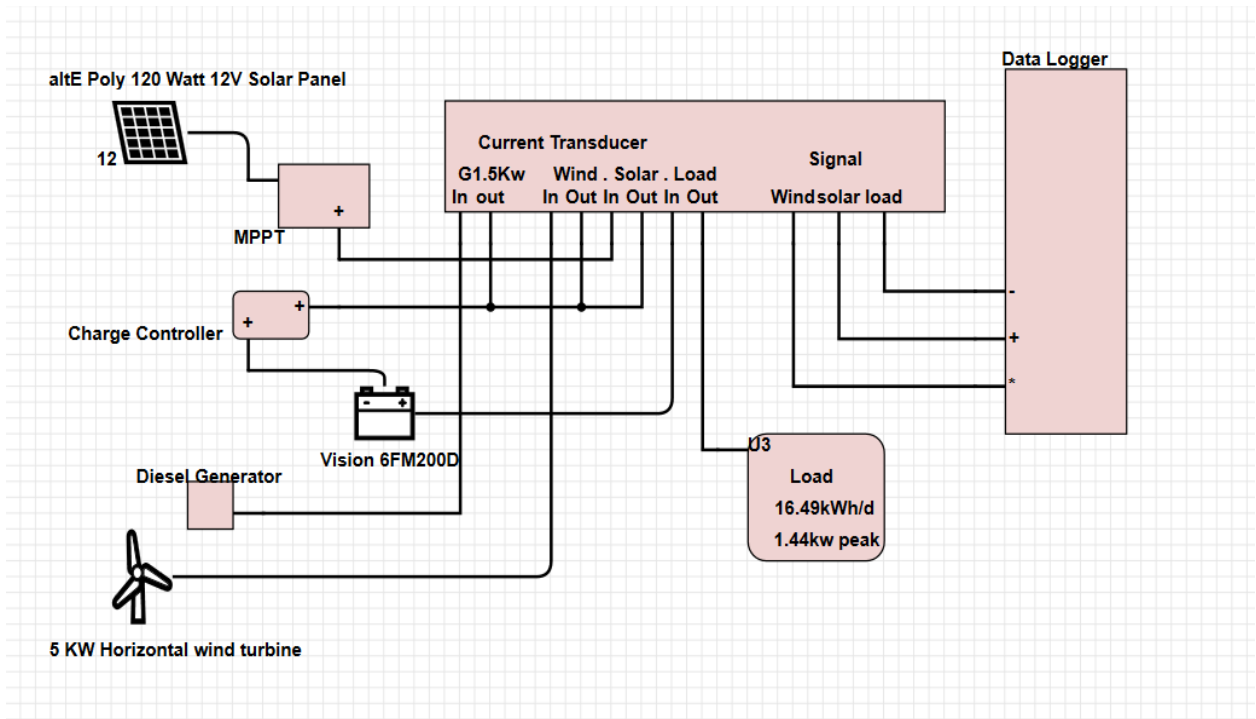 Data Logger
altE Poly 120 Watt 12V Solar Panel
12
Current Transducer
Signal
G1.5Kw Wind . Solar . Load
In out In Out In Out In Out
Wind solar load
+
MPPT
-
+
*
+
+
Charge Controller
- +
Vision 6FM200D
U3
Load
16.49kWh/d
1.44kw peak
Diesel Generator
5 KW Horizontal wind turbine